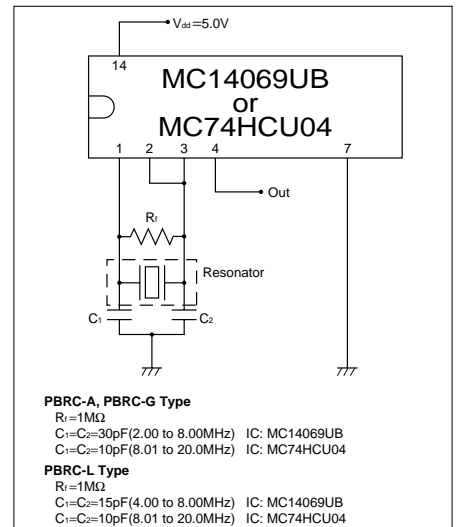 Vdd=5.0V
14
MC14069UB
or
MC74HCU04
1 2 3 4 7
Out
Rf
Resonator
C1 C2
PBRC-A, PBRC-G Type
Rf=1MΩ
C1=C2=30pF(2.00 to 8.00MHz) IC: MC14069UB
C1=C2=10pF(8.01 to 20.0MHz) IC: MC74HCU04
PBRC-L Type
Rf=1MΩ
C1=C2=15pF(4.00 to 8.00MHz) IC: MC14069UB
C1=C2=10pF(8.01 to 20.0MHz) IC: MC74HCU04